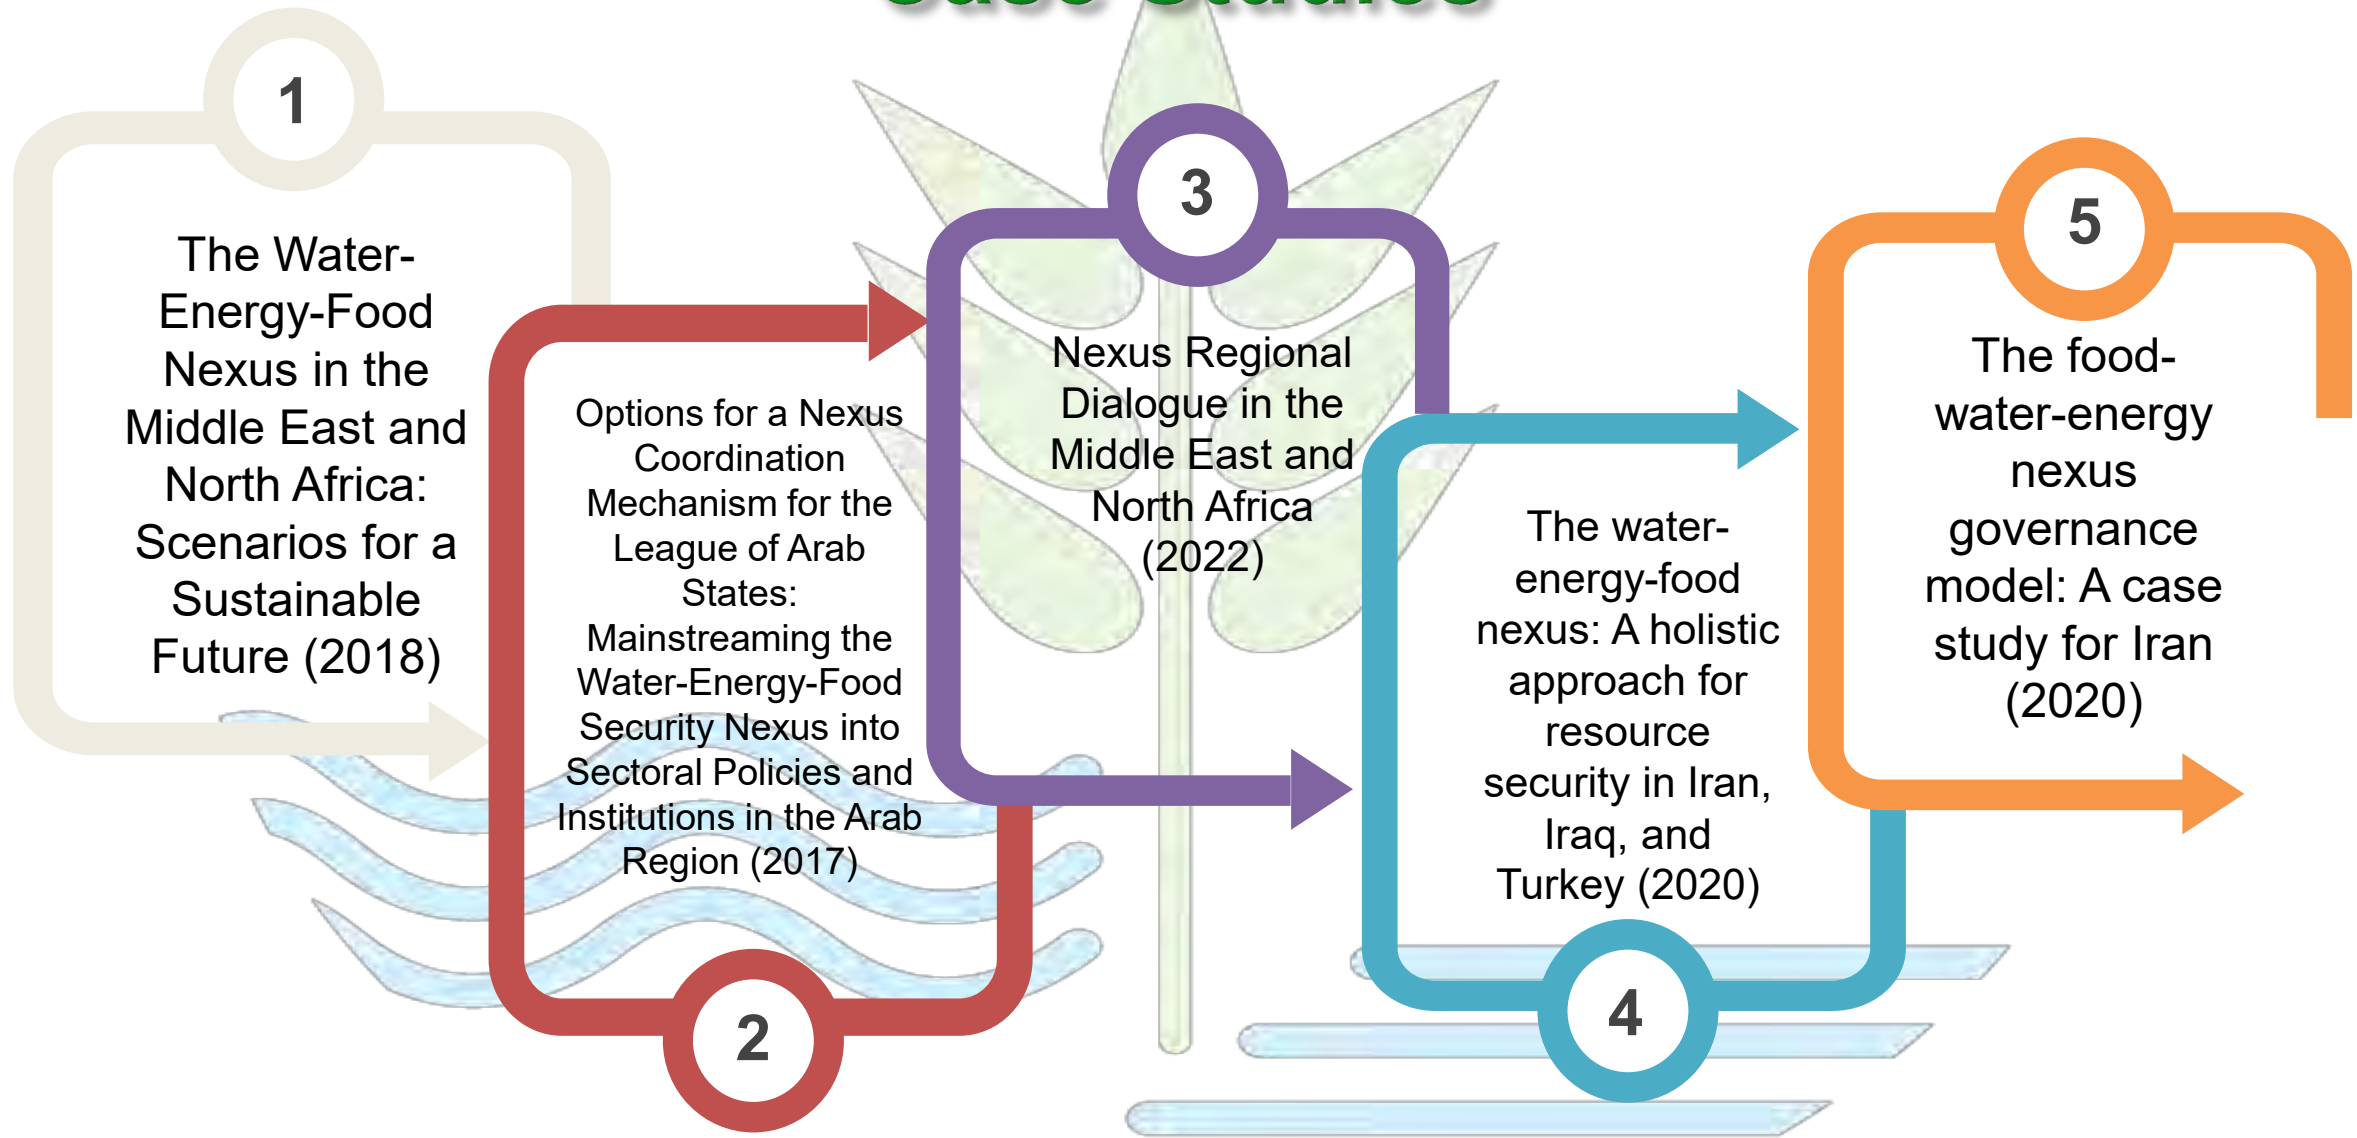 Case Studies
1
The Water-
Energy-Food
Nexus in the
Middle East and
North Africa:
Scenarios for a
Sustainable
Future (2018)
2
Options for a Nexus
Coordination
Mechanism for the
League of Arab
States:
Mainstreaming the
Water-Energy-Food
Security Nexus into
Sectoral Policies and
Institutions in the Arab
Region (2017)
3
Nexus Regional
Dialogue in the
Middle East and
North Africa
(2022)
4
The water-
energy-food
nexus: A holistic
approach for
resource
security in Iran,
Iraq, and
Turkey (2020)
5
The food-
water-energy
nexus
governance
model: A case
study for Iran
(2020)